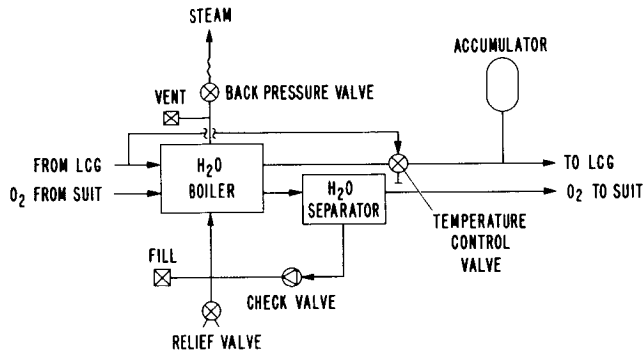 STEAM
ACCUMULATOR
VENT
BACK PRESSURE VALVE
FROM LCG
H₂O
BOILER
TO LCG
O₂ FROM SUIT
H₂O
SEPARATOR
O₂ TO SUIT
TEMPERATURE
CONTROL
VALVE
FILL
CHECK VALVE
RELIEF VALVE